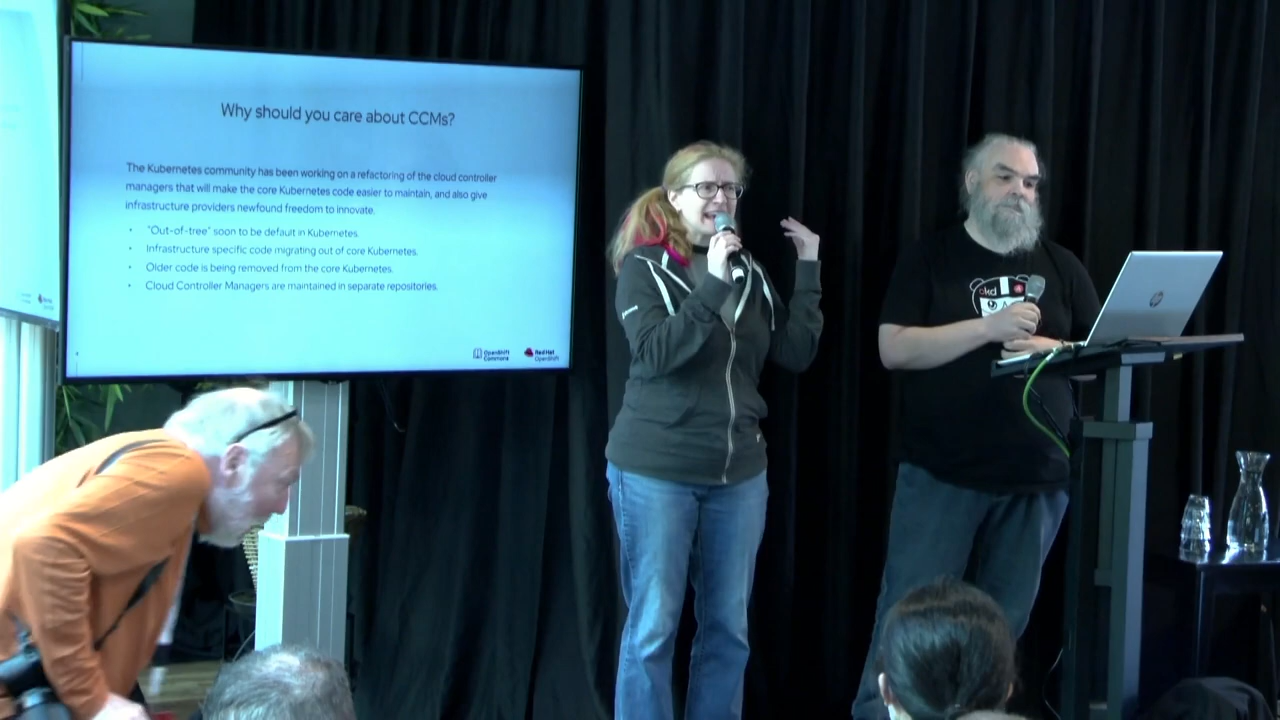 Why should you care about CCMs?
The Kubernetes community has been working on a refactoring of the cloud controller
managers that will make the core Kubernetes code easier to maintain, and also give
infrastructure providers newfound freedom to innovate.
• "Out-of-tree" soon to be default in Kubernetes.
• Infrastructure specific code migrating out of core Kubernetes.
• Older code is being removed from the core Kubernetes.
• Cloud Controller Managers are maintained in separate repositories.
OpenShift
Commons
Red Hat
OpenShift
okd
hp